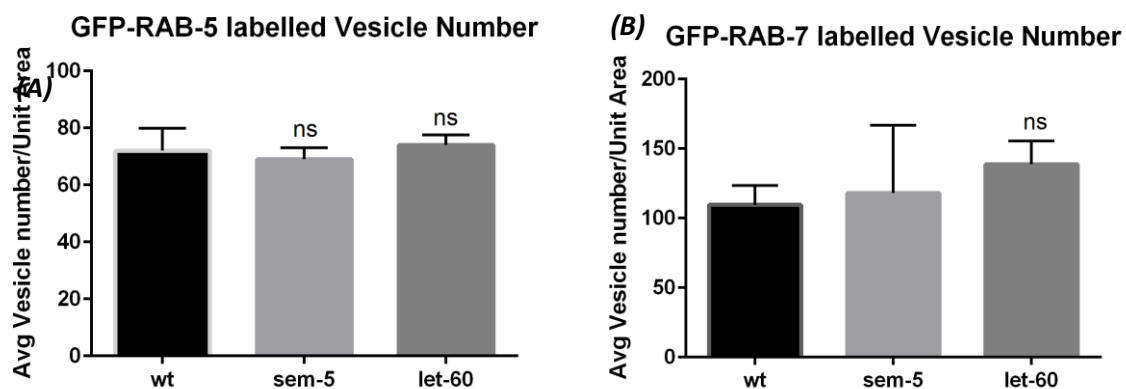 GFP-RAB-5 labelled Vesicle Number
(A)
Avg Vesicle number/Unit Area
100
80
60
40
20
0
ns
ns
wt sem-5 let-60
(B) GFP-RAB-7 labelled Vesicle Number
Avg Vesicle number/Unit Area
200
150
100
50
0
ns
wt sem-5 let-60